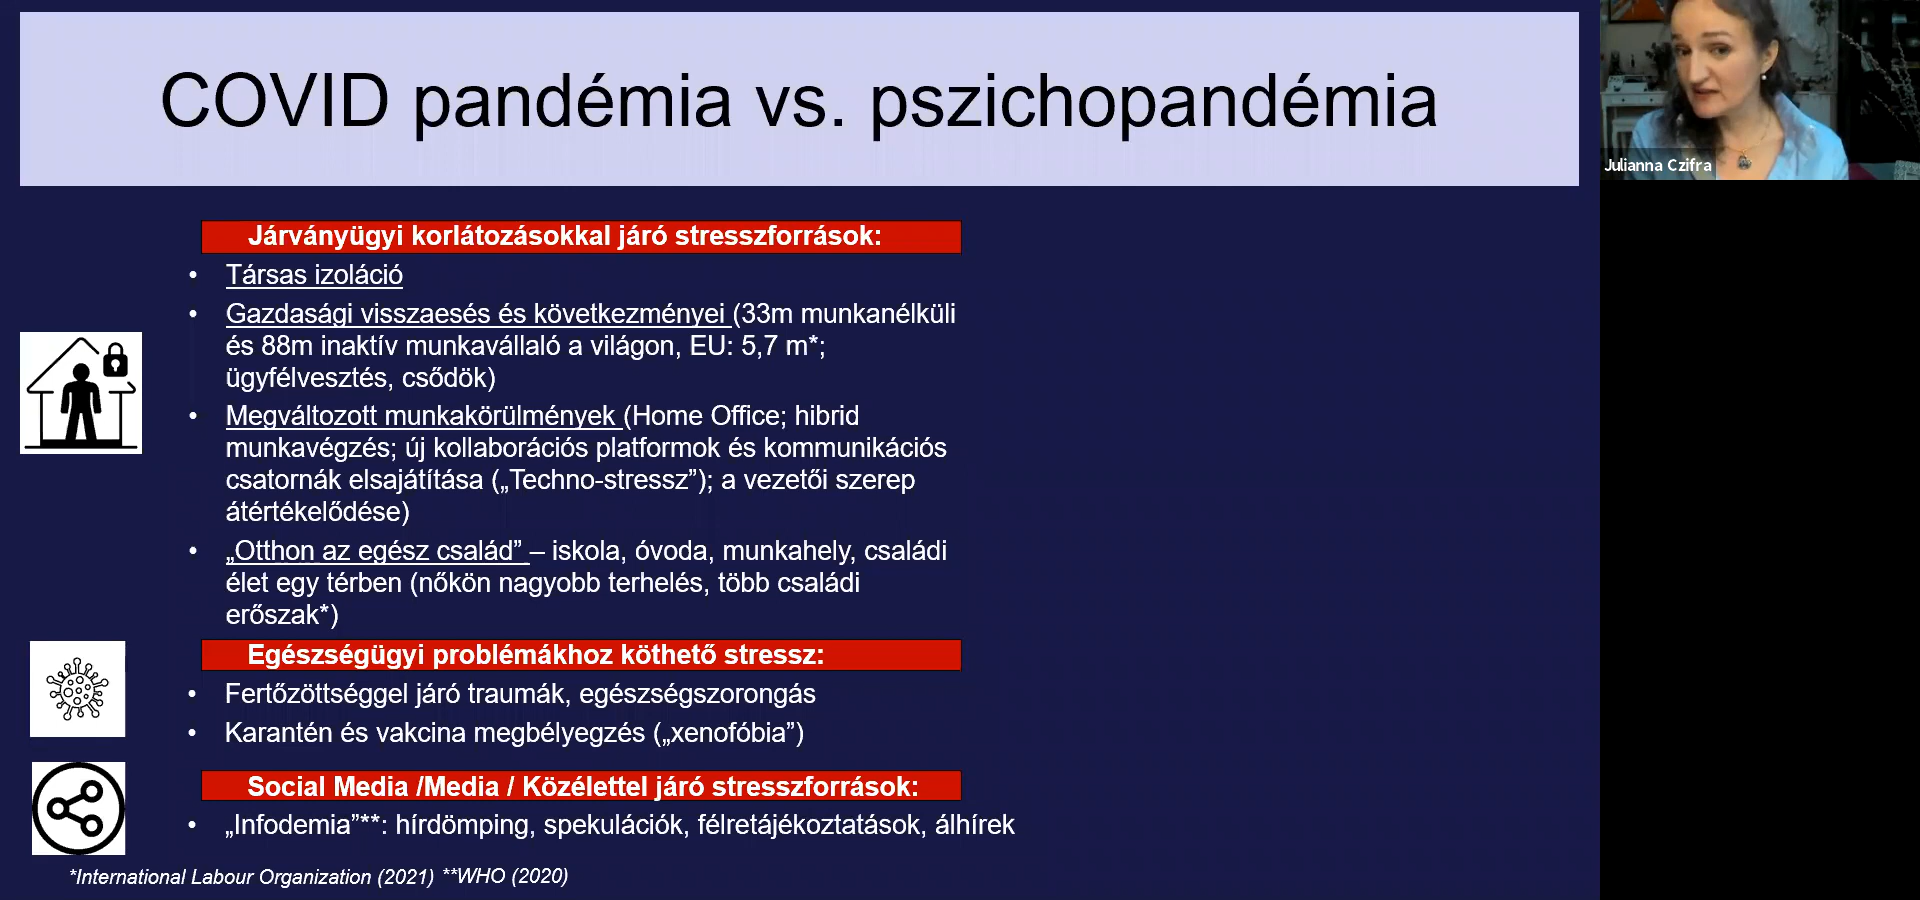 COVID pandémia vs. pszichopandémia
Julianna Czifra
Járványügyi korlátozásokkal járó stresszforrások:
• Társas izoláció
• Gazdasági visszaesés és következményei (33m munkanélküli
és 88m inaktív munkavállaló a világon, EU: 5,7 m*;
ügyfélvesztés, csődök)
• Megváltozott munkakörülmények (Home Office; hibrid
munkavégzés; új kollaborációs platformok és kommunikációs
csatornák elsajátítása („Techno-stressz”); a vezetői szerep
átértékelődése)
• „Otthon az egész család” – iskola, óvoda, munkahely, családi
élet egy térben (nőkön nagyobb terhelés, több családi
erőszak*)
Egészségügyi problémákhoz köthető stressz:
• Fertőzöttséggel járó traumák, egészségszorongás
• Karantén és vakcina megbélyegzés („xenofóbia”)
Social Media /Media / Közélettel járó stresszforrások:
• „Infodemia”**: hírdömping, spekulációk, félretájékoztatások, álhírek
*International Labour Organization (2021) **WHO (2020)